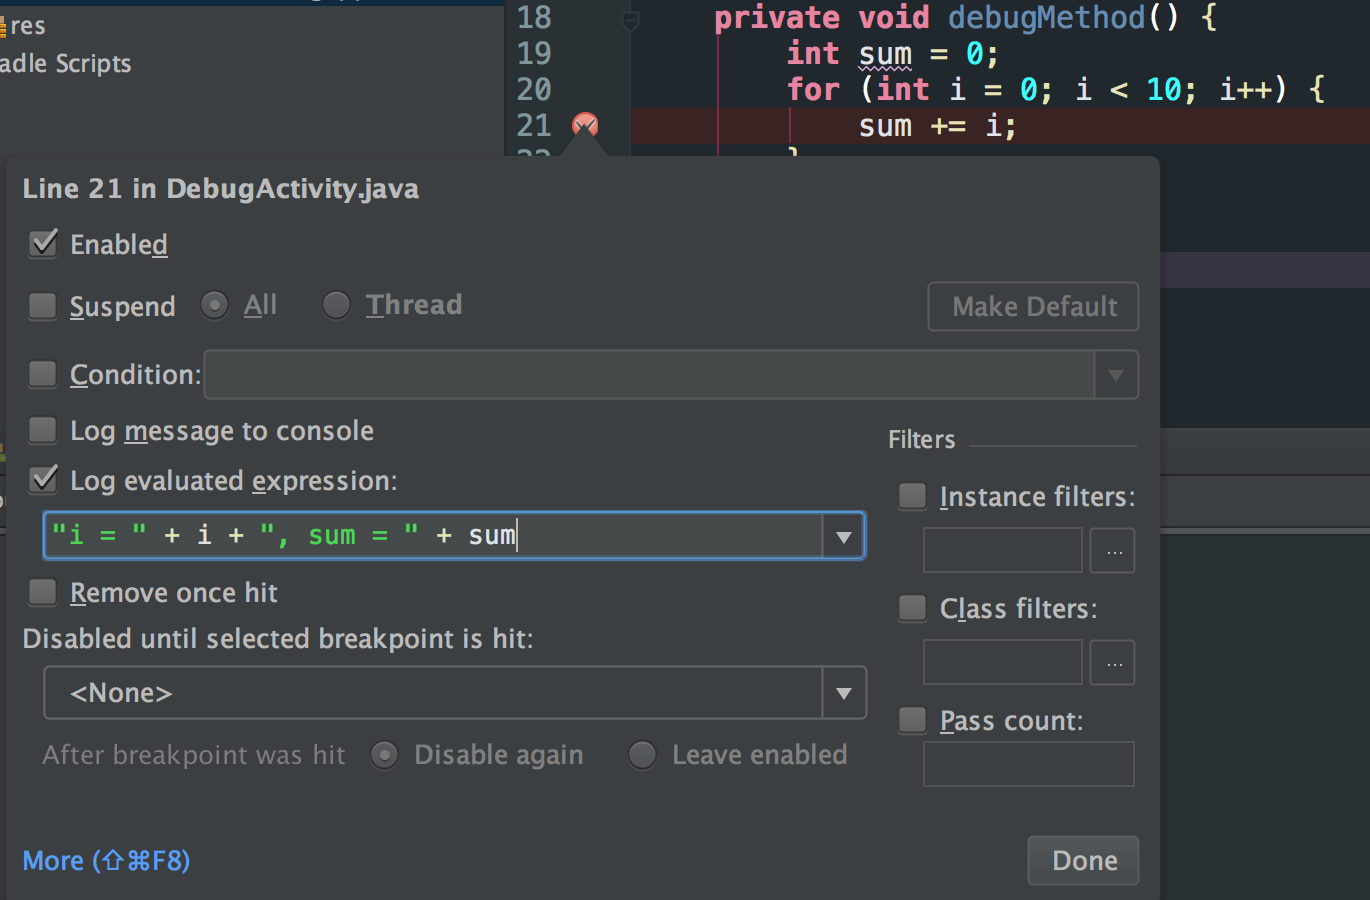 res
adle Scripts
18 private void debugMethod() {
19 int sum = 0;
20 for (int i = 0; i < 10; i++) {
21 sum += i;
Line 21 in DebugActivity.java
Enabled
Suspend All Thread
Make Default
Condition:
Log message to console
Filters
Log evaluated expression:
Instance filters:
"i = " + i + ", sum = " + sum
...
Remove once hit
Class filters:
Disabled until selected breakpoint is hit:
...
<None>
Pass count:
After breakpoint was hit Disable again Leave enabled
More (⇧⌘F8)
Done